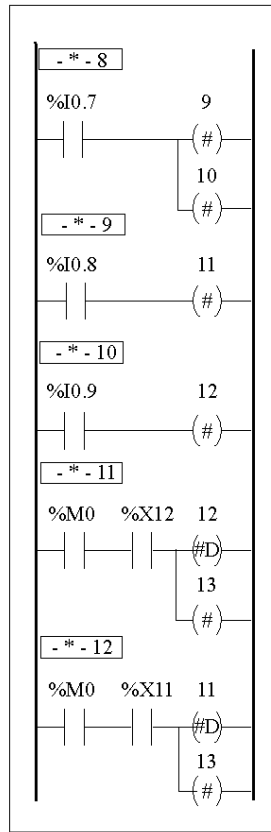 - * - 8
%I0.7 9
(#)
10
(#)
- * - 9
%I0.8 11
(#)
- * - 10
%I0.9 12
(#)
- * - 11
%M0 %X12 12
(#D)
13
(#)
- * - 12
%M0 %X11 11
(#D)
13
(#)